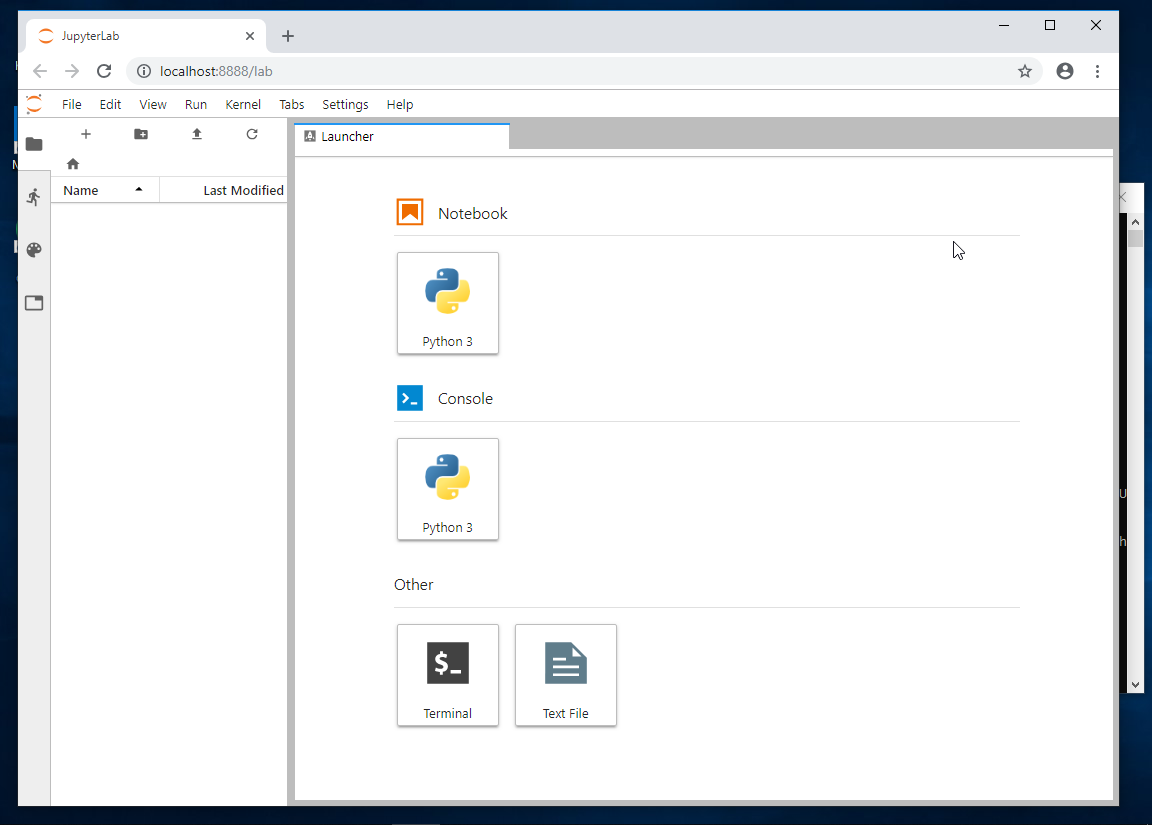 JupyterLab
localhost:8888/lab
File Edit View Run Kernel Tabs Settings Help
Launcher
Name Last Modified
Notebook
Python 3
Console
Python 3
Other
$_
Terminal Text File
U
h